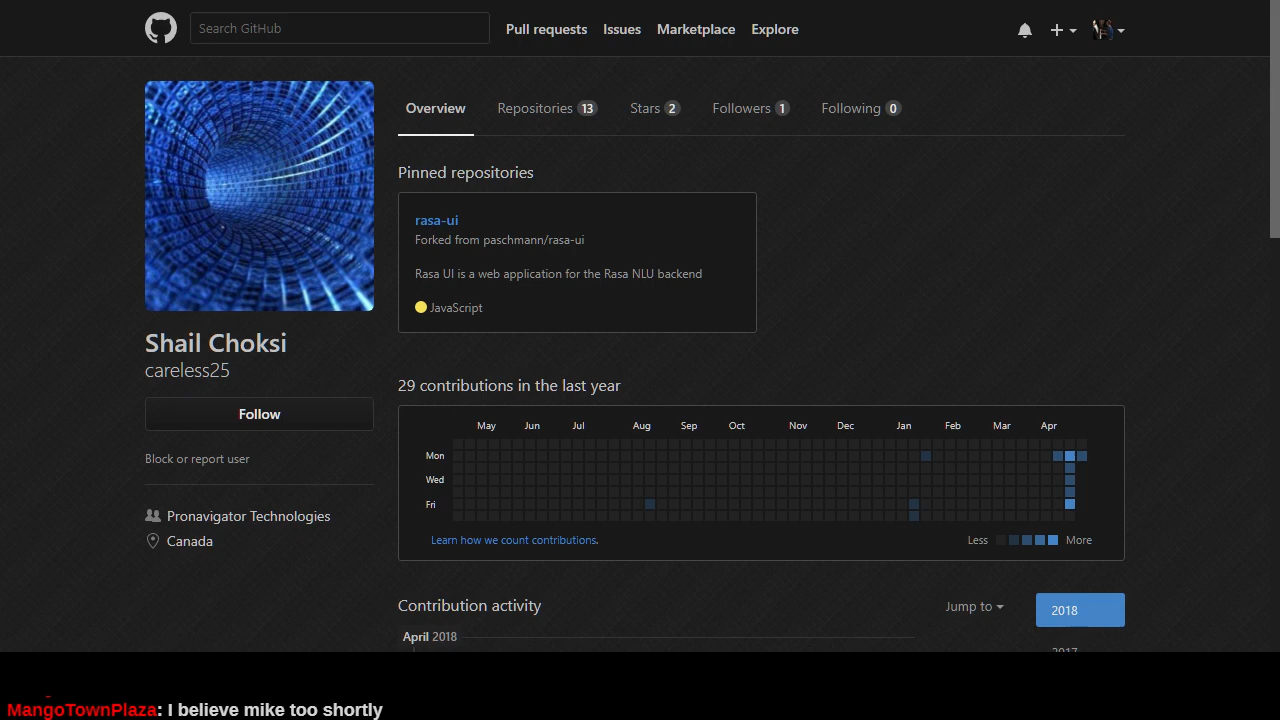 Search GitHub
Pull requests Issues Marketplace Explore
Overview Repositories 13 Stars 2 Followers 1 Following 0
Pinned repositories
rasa-ui
Forked from paschmann/rasa-ui
Rasa UI is a web application for the Rasa NLU backend
JavaScript
Shail Choksi
careless25
Follow
Block or report user
Pronavigator Technologies
Canada
29 contributions in the last year
May Jun Jul Aug Sep Oct Nov Dec Jan Feb Mar Apr
Mon
Wed
Fri
Learn how we count contributions.
Less More
Contribution activity
Jump to
2018
2017
April 2018
MangoTownPlaza: I believe mike too shortly